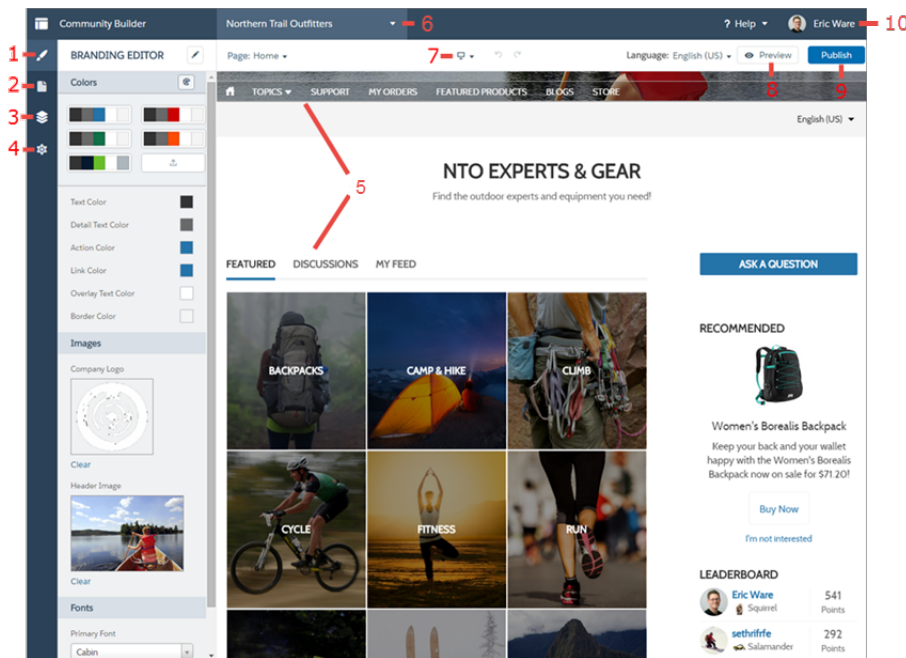 Community Builder
Northern Trail Outfitters
6
? Help
Eric Ware
10
1
BRANDING EDITOR
Page: Home
7
Language: English (US)
Preview
Publish
2
Colors
8
9
TOPICS SUPPORT MY ORDERS FEATURED PRODUCTS BLOGS STORE
3
English (US)
4
5
NTO EXPERTS & GEAR
Find the outdoor experts and equipment you need!
Text Color
Detail Text Color
Action Color
Link Color
Overlay Text Color
Border Color
FEATURED DISCUSSIONS MY FEED
ASK A QUESTION
Images
Company Logo
Clear
Header Image
Clear
Fonts
Primary Font
Cabin
BACKPACKS
CAMP & HIKE
CLIMB
CYCLE
FITNESS
RUN
RECOMMENDED
Women's Borealis Backpack
Keep your back and your wallet
happy with the Women's Borealis
Backpack now on sale for $71.20!
Buy Now
I'm not interested
LEADERBOARD
Eric Ware
Squirrel
541
Points
sethrifrfe
Salamander
292
Points